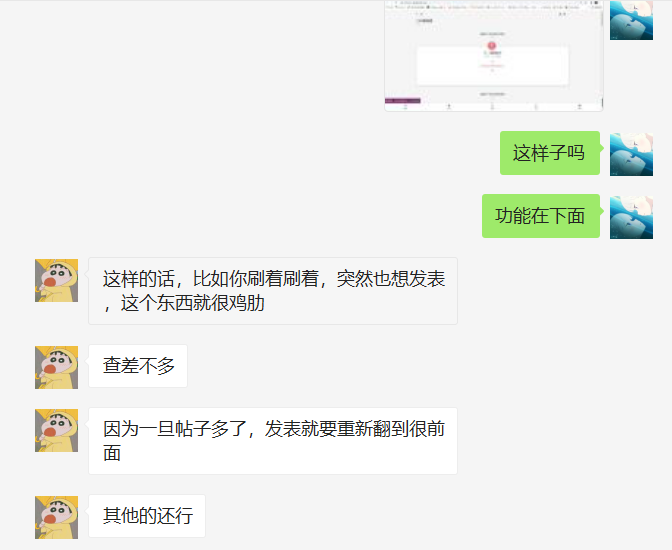 这样子吗
功能在下面
这样的话，比如你刷着刷着，突然也想发表
，这个东西就很鸡肋
查差不多
因为一旦帖子多了，发表就要重新翻到很前
面
其他的还行